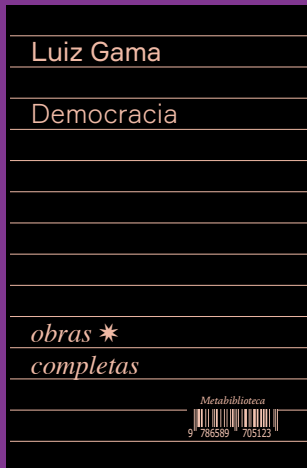 Luiz Gama
Democracia
obras ✷
completas
Metabiblioteca
9 786589 705123